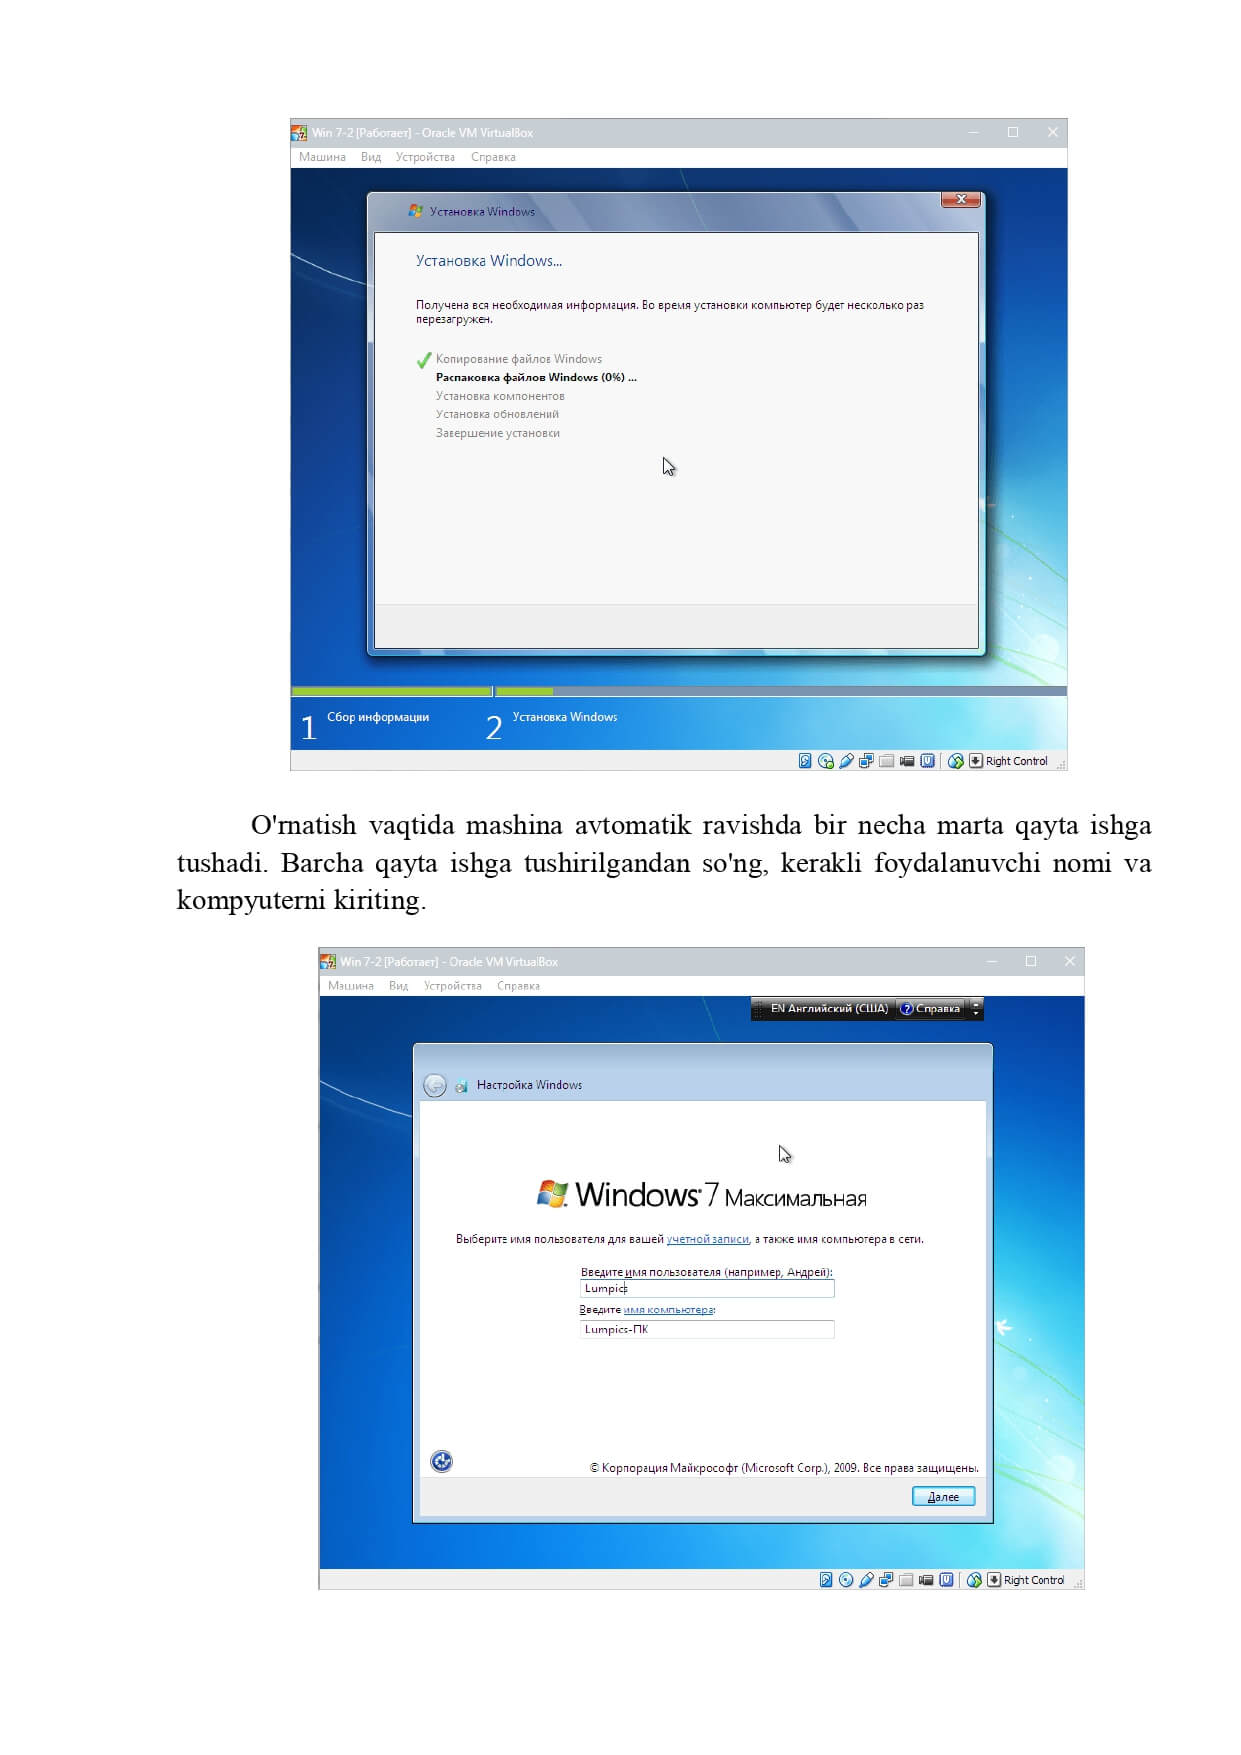 Win 7-2 [Работает] - Oracle VM VirtualBox
Машина Вид Устройства Справка
Установка Windows
Установка Windows...
Получена вся необходимая информация. Во время установки компьютер будет несколько раз
перезагружен.
Копирование файлов Windows
Распаковка файлов Windows (0%) ...
Установка компонентов
Установка обновлений
Завершение установки
1 Сбор информации 2 Установка Windows
Right Control
O'rnatish vaqtida mashina avtomatik ravishda bir necha marta qayta ishga
tushadi. Barcha qayta ishga tushirilgandan so'ng, kerakli foydalanuvchi nomi va
kompyuterni kiriting.
Win 7-2 [Работает] - Oracle VM VirtualBox
Машина Вид Устройства Справка
EN Английский (США) Справка
Настройка Windows
Windows 7 Максимальная
Выберите имя пользователя для вашей учетной записи, а также имя компьютера в сети.
Введите имя пользователя (например, Андрей):
Lumpics
Введите имя компьютера:
Lumpics-ПК
© Корпорация Майкрософт (Microsoft Corp.), 2009. Все права защищены.
Далее
Right Control